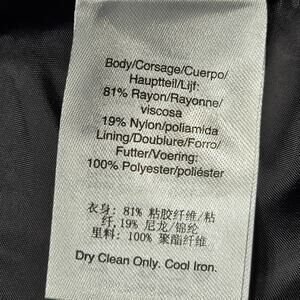 Body/Corsage/Cuerpo/
Hauptteil/Lijf:
81% Rayon/Rayonne/
viscosa
19% Nylon/poliamida
Lining/Doublure/Forro/
Futter/Voering:
100% Polyester/poliéster
衣身: 81% 粘胶纤维/粘
纤, 19% 尼龙/锦纶
里料: 100% 聚酯纤维
Dry Clean Only. Cool Iron.